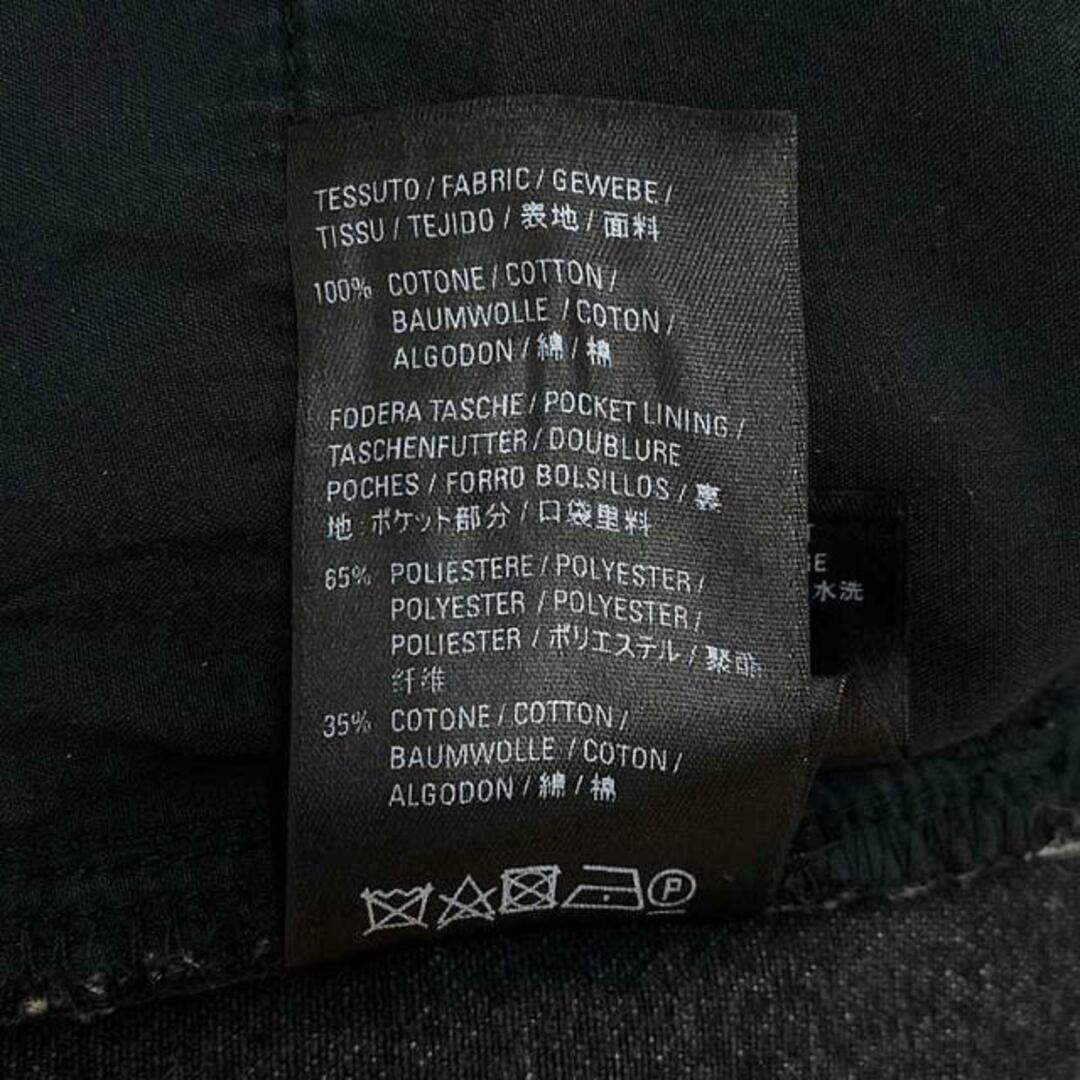 TESSUTO / FABRIC / GEWEBE /
TISSU / TEJIDO / 表地 / 面料
100% COTONE / COTTON /
BAUMWOLLE / COTON /
ALGODON / 綿 / 棉
FODERA TASCHE / POCKET LINING /
TASCHENFUTTER / DOUBLURE
POCHES / FORRO BOLSILLOS / 裏
地:ポケット部分 / 口袋里料
65% POLIESTERE / POLYESTER /
POLYESTER / POLYESTER /
POLIESTER / ポリエステル / 聚酯
纤维
35% COTONE / COTTON /
BAUMWOLLE / COTON /
ALGODON / 綿 / 棉
P
水洗